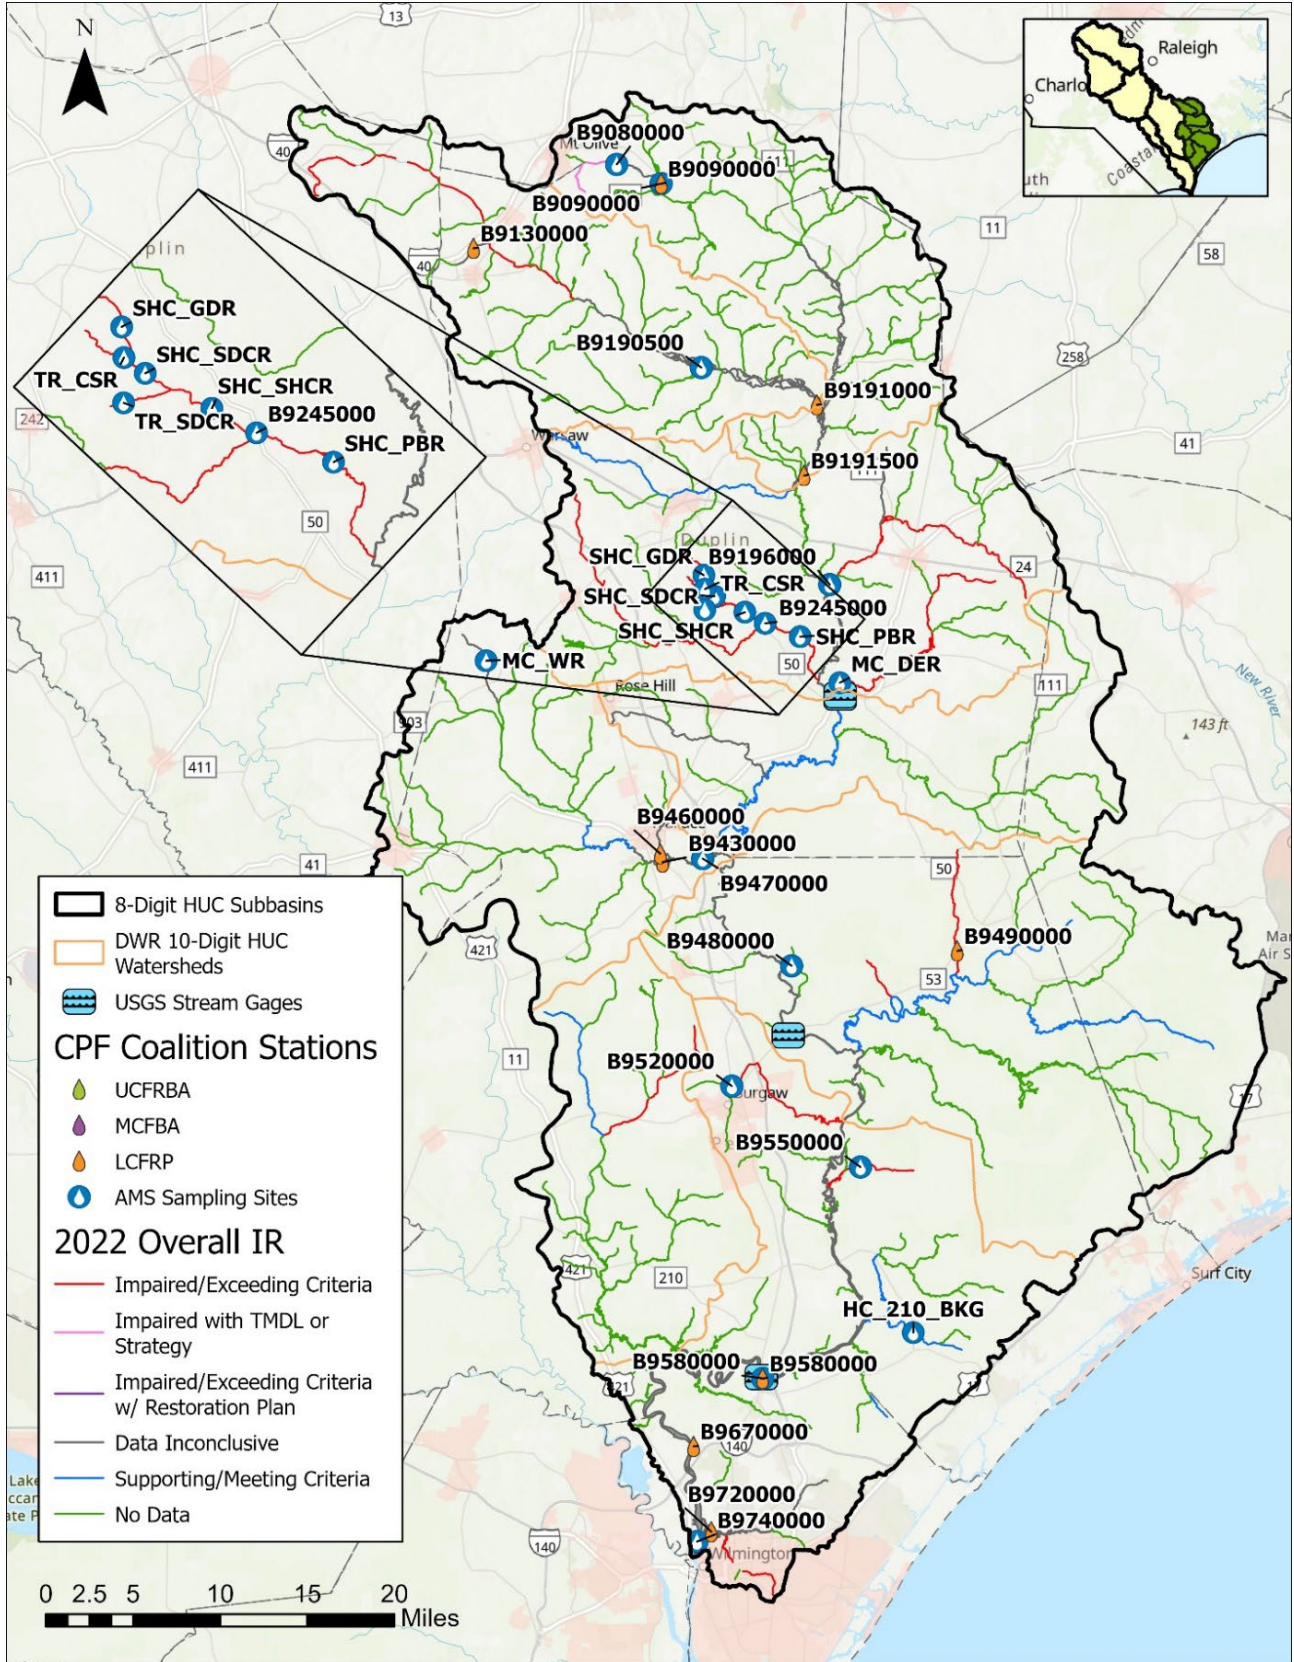 N
13
Raleigh
Charlo
Coasta
uth
40
Mt Olive
B9080000
B9090000
B9090000
B9130000
40
11
58
plin
SHC_GDR
SHC_SDCR
TR_CSR
SHC_SHCR
TR_SDCR
B9245000
SHC_PBR
242
50
411
B9190500
258
B9191000
Warsaw
41
B9191500
Duplin
SHC_GDR
B9196000
TR_CSR
24
SHC_SDCR
B9245000
SHC_SHCR
SHC_PBR
50
MC_WR
MC_DER
Rose Hill
111
New River
903
143 ft
411
B9460000
B9430000
41
50
B9470000
B9480000
B9490000
421
53
Mar
Air S
11
B9520000
Burgaw
17
B9550000
421
210
Surf City
HC_210_BKG
B9580000
B9580000
421
17
B9670000
140
B9720000
B9740000
140
Wilmington
8-Digit HUC Subbasins
DWR 10-Digit HUC
Watersheds
USGS Stream Gages
CPF Coalition Stations
UCFRBA
MCFBA
LCFRP
AMS Sampling Sites
2022 Overall IR
Impaired/Exceeding Criteria
Impaired with TMDL or
Strategy
Impaired/Exceeding Criteria
w/ Restoration Plan
Data Inconclusive
Supporting/Meeting Criteria
No Data
Lake
ccar
ate P
0 2.5 5 10 15 20
Miles